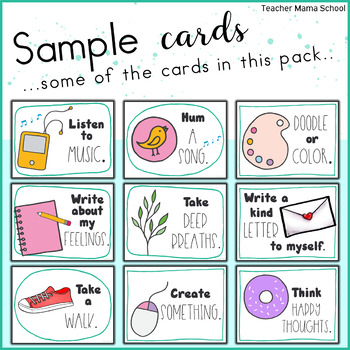 Teacher Mama School
Sample cards
...some of the cards in this pack..
Listen
to
MUSIC.
Hum
A
SONG.
DOODLE
or
COLOR.
Write
about
my
FEELINGS.
Take
DEEP
BREATHS.
Write a
kind
LETTER
to myself.
Take
a
WALK.
Create
SOMETHING.
Think
HAPPY
THOUGHTS.